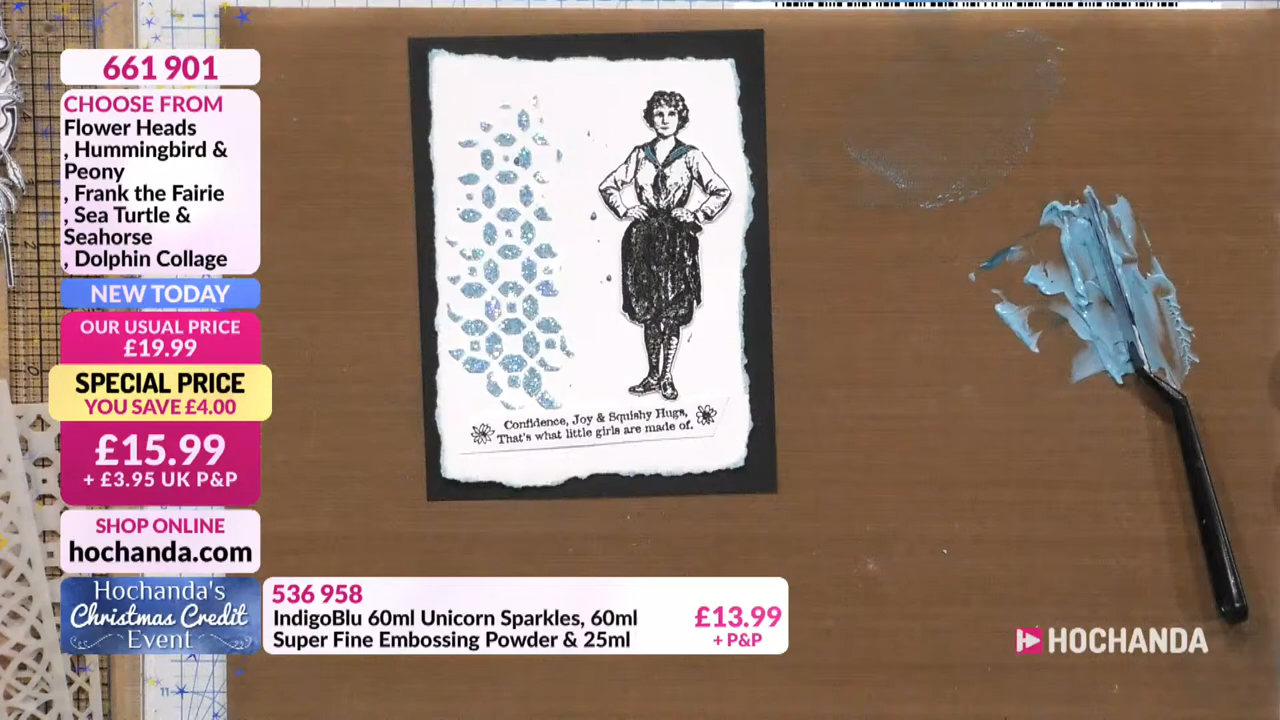 661 901
CHOOSE FROM
Flower Heads
, Hummingbird &
Peony
, Frank the Fairie
, Sea Turtle &
Seahorse
, Dolphin Collage
NEW TODAY
OUR USUAL PRICE
£19.99
SPECIAL PRICE
YOU SAVE £4.00
£15.99
+ £3.95 UK P&P
SHOP ONLINE
hochanda.com
Hochanda's
Christmas Credit
Event
536 958
IndigoBlu 60ml Unicorn Sparkles, 60ml
Super Fine Embossing Powder & 25ml
£13.99
+ P&P
Confidence, Joy & Squishy Hugs,
That's what little girls are made of.
HOCHANDA
11